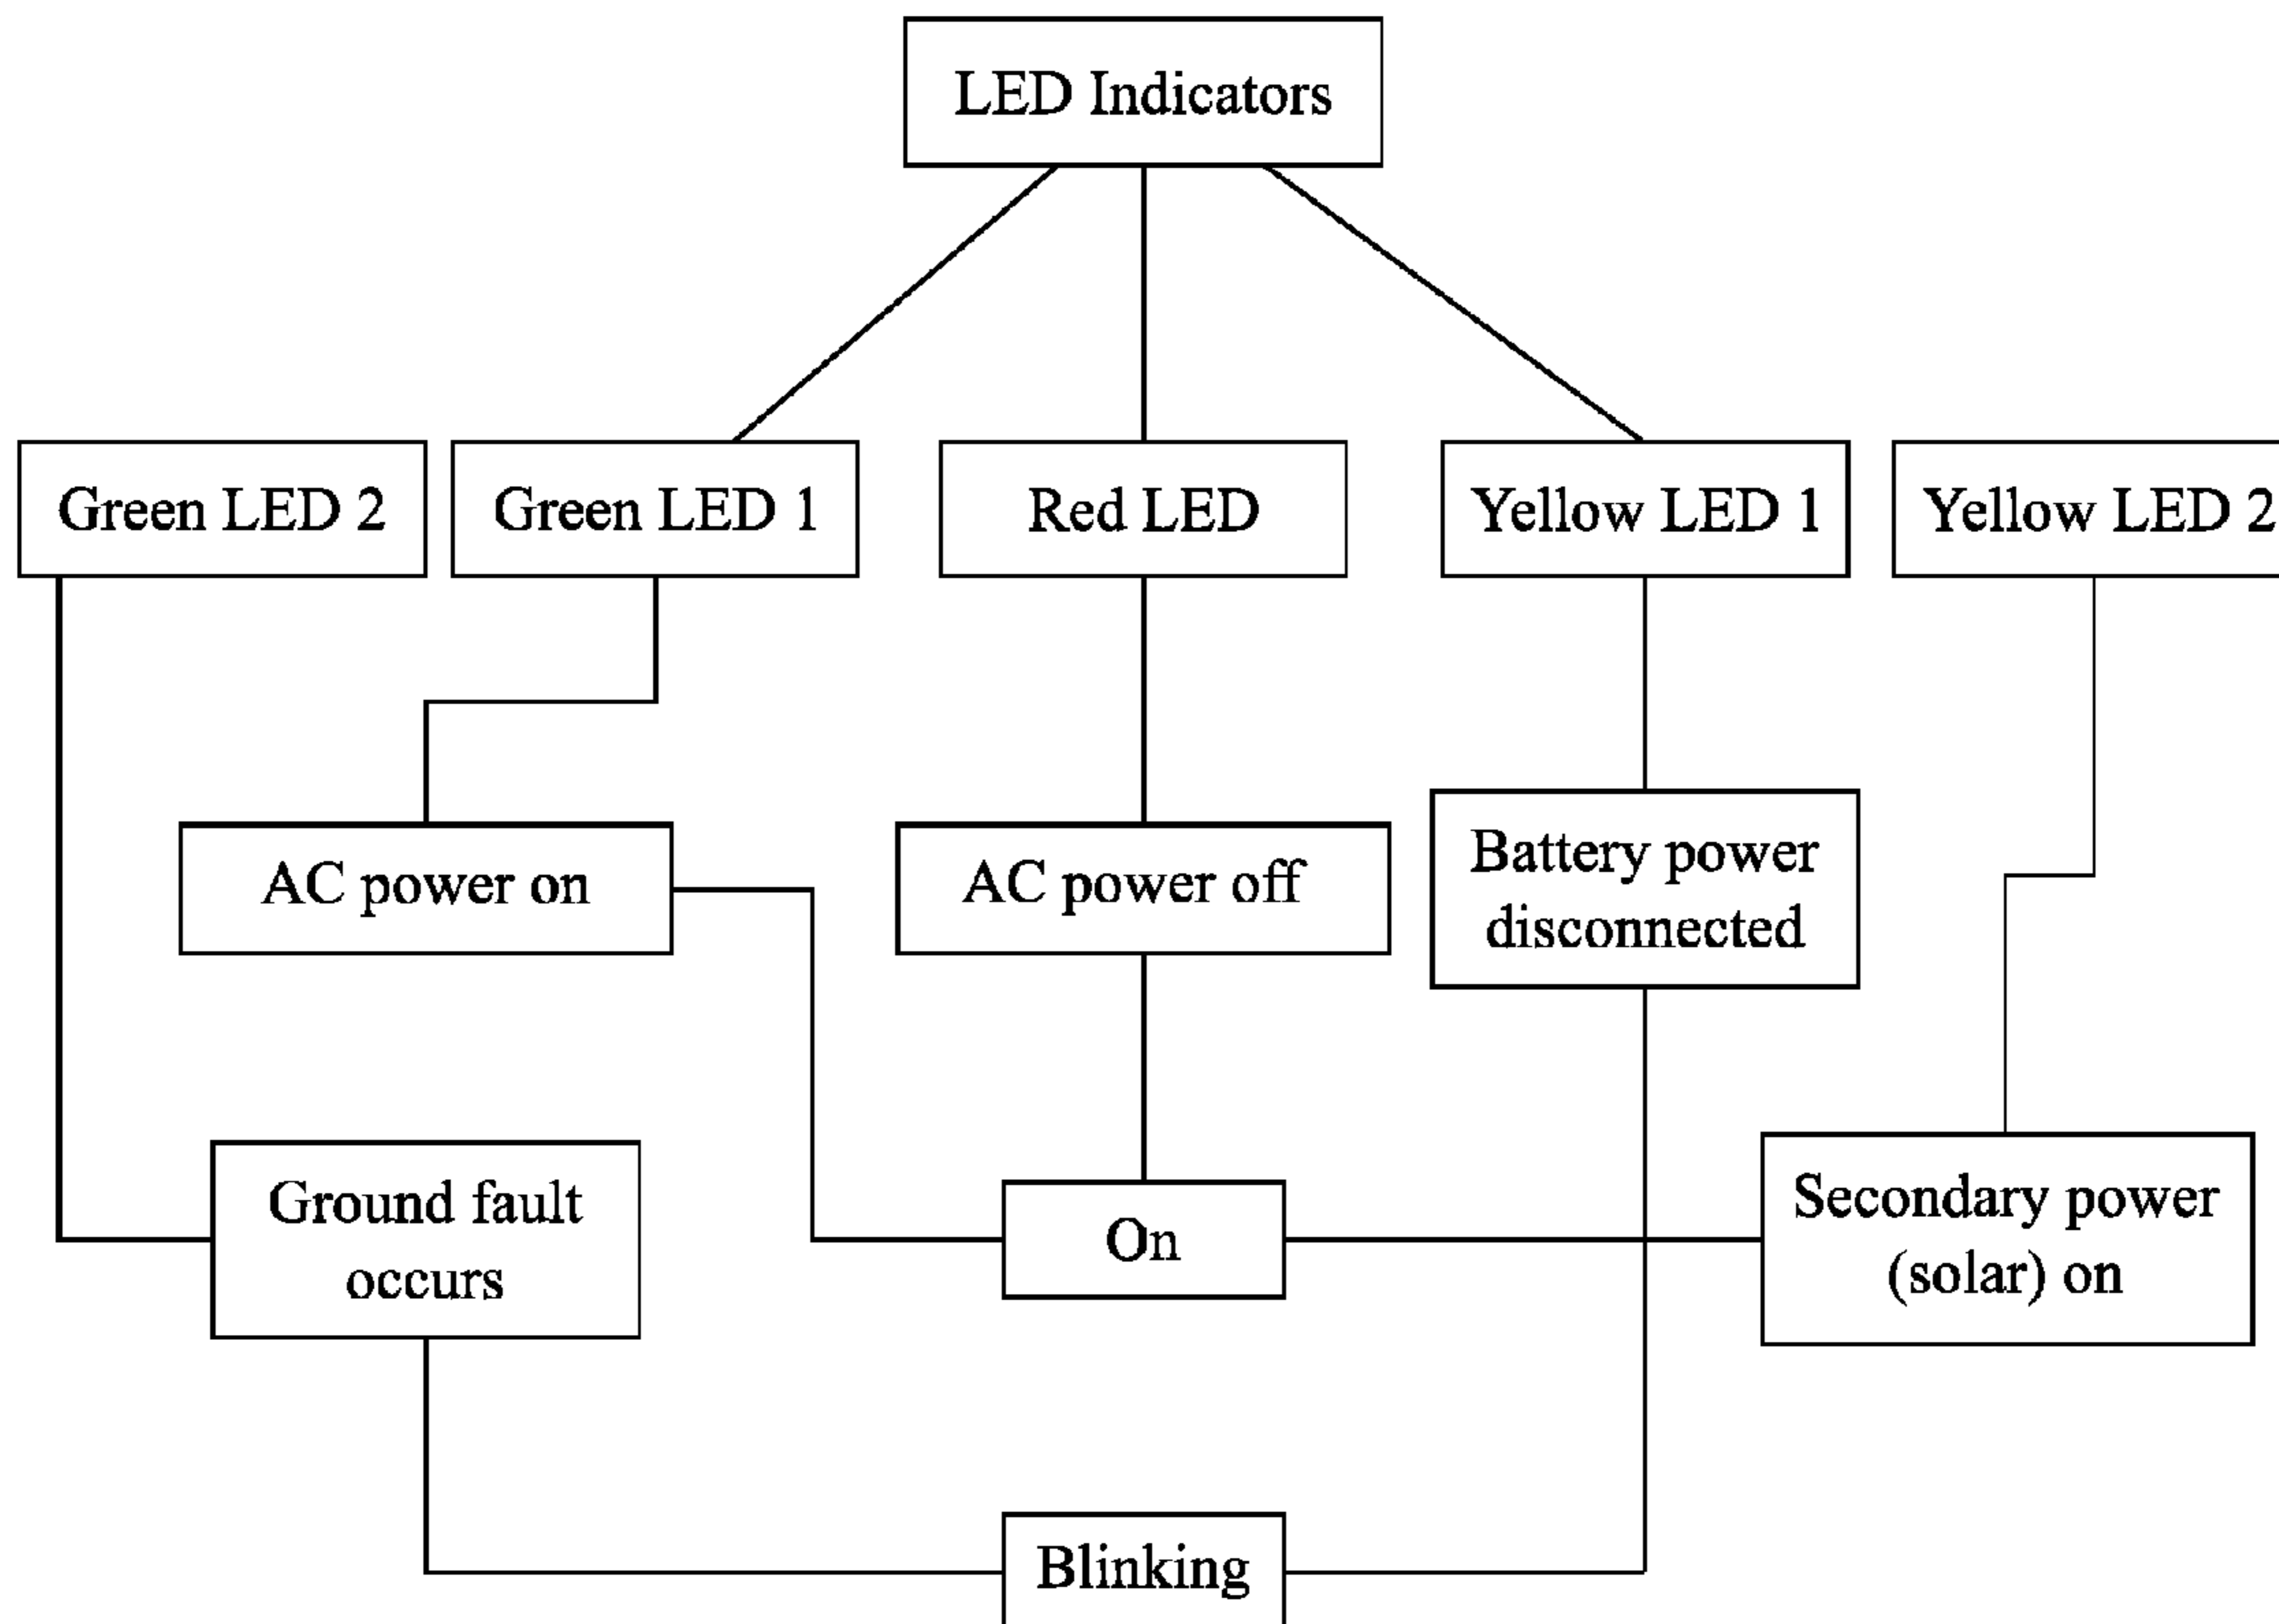 LED Indicators
Green LED 2
Green LED 1
Red LED
Yellow LED 1
Yellow LED 2
AC power on
AC power off
Battery power
disconnected
Ground fault
occurs
On
Secondary power
(solar) on
Blinking